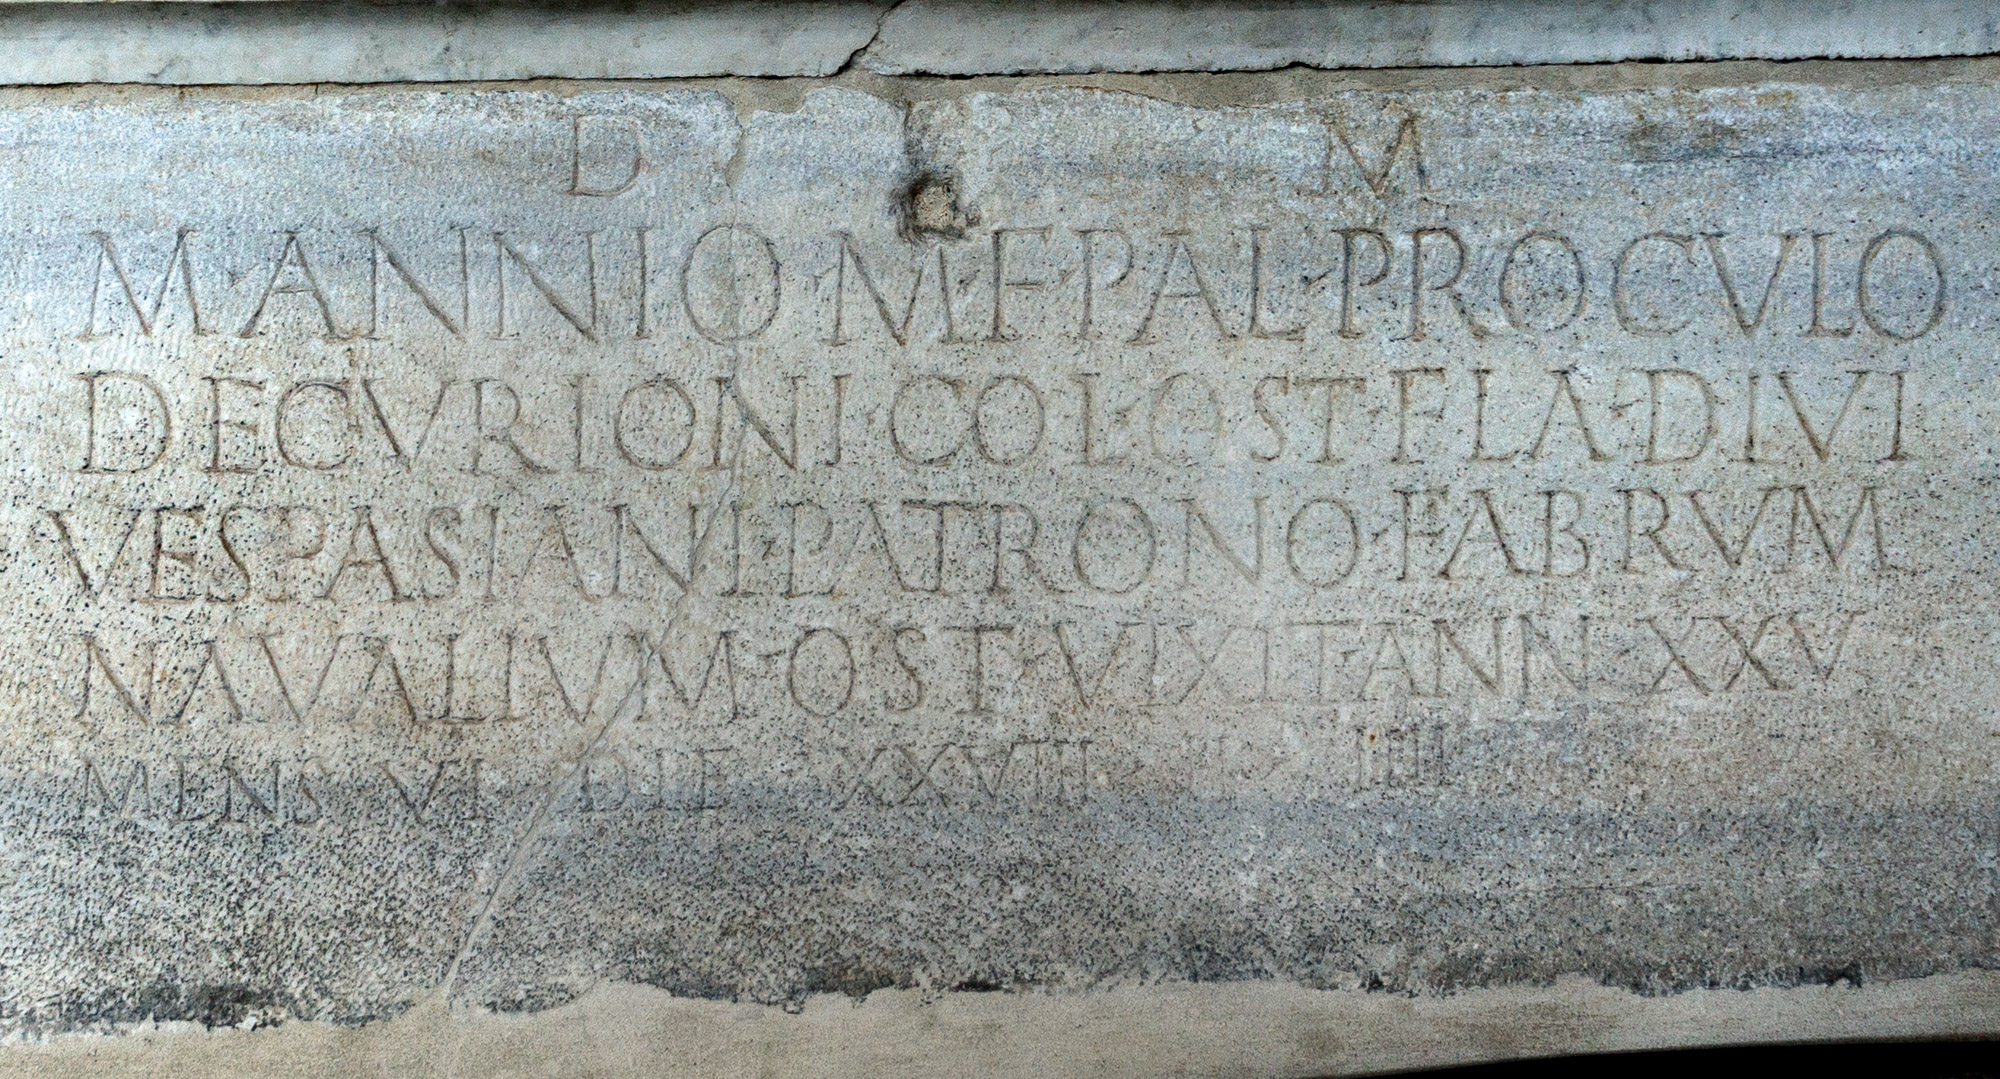 D M
M·ANNIO·M·F·PAL·PROCVLO
DECVRIONI COL·OST·FLA·DIVI
VESPASIANI·PATRONO·FABRVM
NAVALIVM·OST·VIXIT·ANN XXV
MENS VI DIE XXVIII